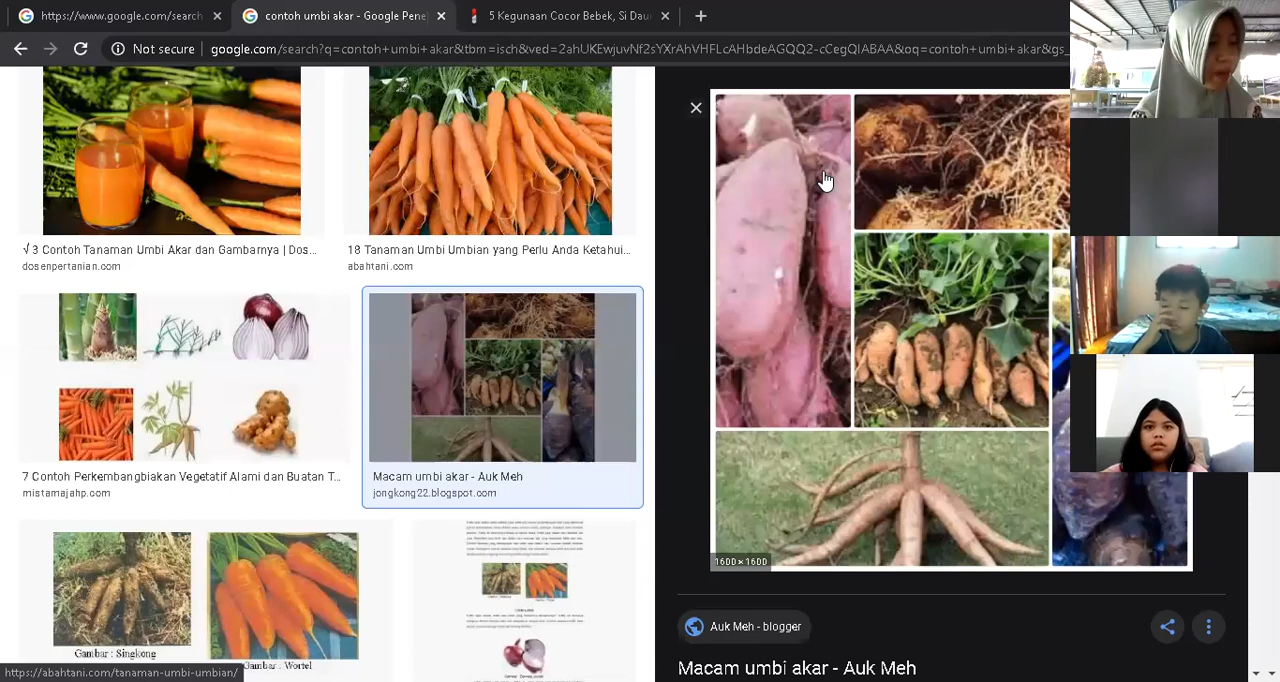 https://www.google.com/search
contoh umbi akar - Google Pene
5 Kegunaan Cocor Bebek, Si Dau
Not secure
google.com/search?q=contoh+umbi+akar&tbm=isch&ved=2ahUKEwjuvNf2sYXrAhVHFLcAHbdeAGQQ2-cCegQIABAA&oq=contoh+umbi+akar&gs_
√ 3 Contoh Tanaman Umbi Akar dan Gambarnya | Dos...
dosenpertanian.com
18 Tanaman Umbi Umbian yang Perlu Anda Ketahui...
abahtani.com
7 Contoh Perkembangbiakan Vegetatif Alami dan Buatan T...
mistamajahp.com
Macam umbi akar - Auk Meh
jongkong22.blogspot.com
Gambar : Singkong
Gambar : Wortel
https://abahtani.com/tanaman-umbi-umbian/
1600 × 1600
Auk Meh - blogger
Macam umbi akar - Auk Meh